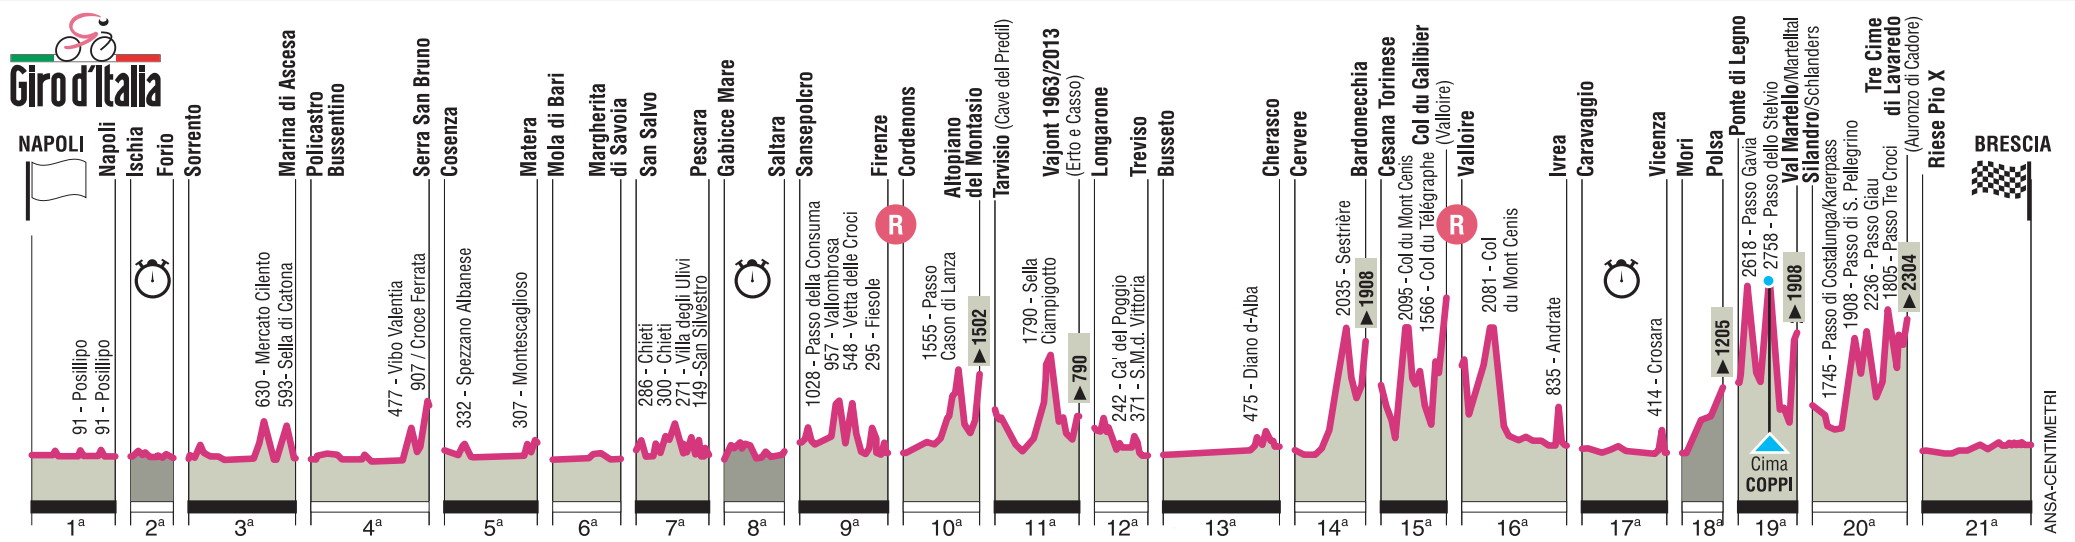 Giro d'Italia
NAPOLI
91 - Posillipo
91 - Posillipo
Napoli
Ischia
Forio
Sorrento
630 - Mercato Cilento
593- Sella di Catona
Marina di Ascesa
Policastro
Bussentino
477 - Vibo Valentia
907 / Croce Ferrata
Serra San Bruno
Cosenza
332 - Spezzano Albanese
307 - Montescaglioso
Matera
Mola di Bari
Margherita
di Savoia
San Salvo
286 - Chieti
300 - Chieti
271 - Villa degli Ulivi
149 -San Silvestro
Pescara
Gabicce Mare
Saltara
Sansepolcro
1028 - Passo della Consuma
957 - Vallombrosa
548 - Vetta delle Croci
295 - Fiesole
Firenze
R
Cordenons
1555 - Passo
Cason di Lanza
Altopiano
del Montasio
►1502
Tarvisio (Cave del Predil)
1790 - Sella
Ciampigotto
Vajont 1963/2013
(Erto e Casso)
►790
Longarone
242 - Ca' del Poggio
371 - S.M.d. Vittoria
Treviso
Busseto
475 - Diano d-Alba
Cherasco
Cervere
2035 - Sestrière
Bardonecchia
►1908
Cesana Torinese
2095 - Col du Mont Cenis
1566 - Col du Télégraphe
Col du Galibier
(Valloire)
R
Valloire
2081 - Col
du Mont Cenis
835 - Andrate
Ivrea
Caravaggio
414 - Crosara
Vicenza
Mori
Polsa
►1205
Ponte di Legno
2618 - Passo Gavia
2758 - Passo dello Stelvio
Val Martello/Martelltal
►1908
Cima
COPPI
Silandro/Schlanders
1745 - Passo di Costalunga/Karerpass
1908 - Passo di S. Pellegrino
2236 - Passo Giau
1805 - Passo Tre Croci
Tre Cime
di Lavaredo
(Auronzo di Cadore)
►2304
Riese Pio X
BRESCIA
1a
2a
3a
4a
5a
6a
7a
8a
9a
10a
11a
12a
13a
14a
15a
16a
17a
18a
19a
20a
21a
ANSA-CENTIMETRI